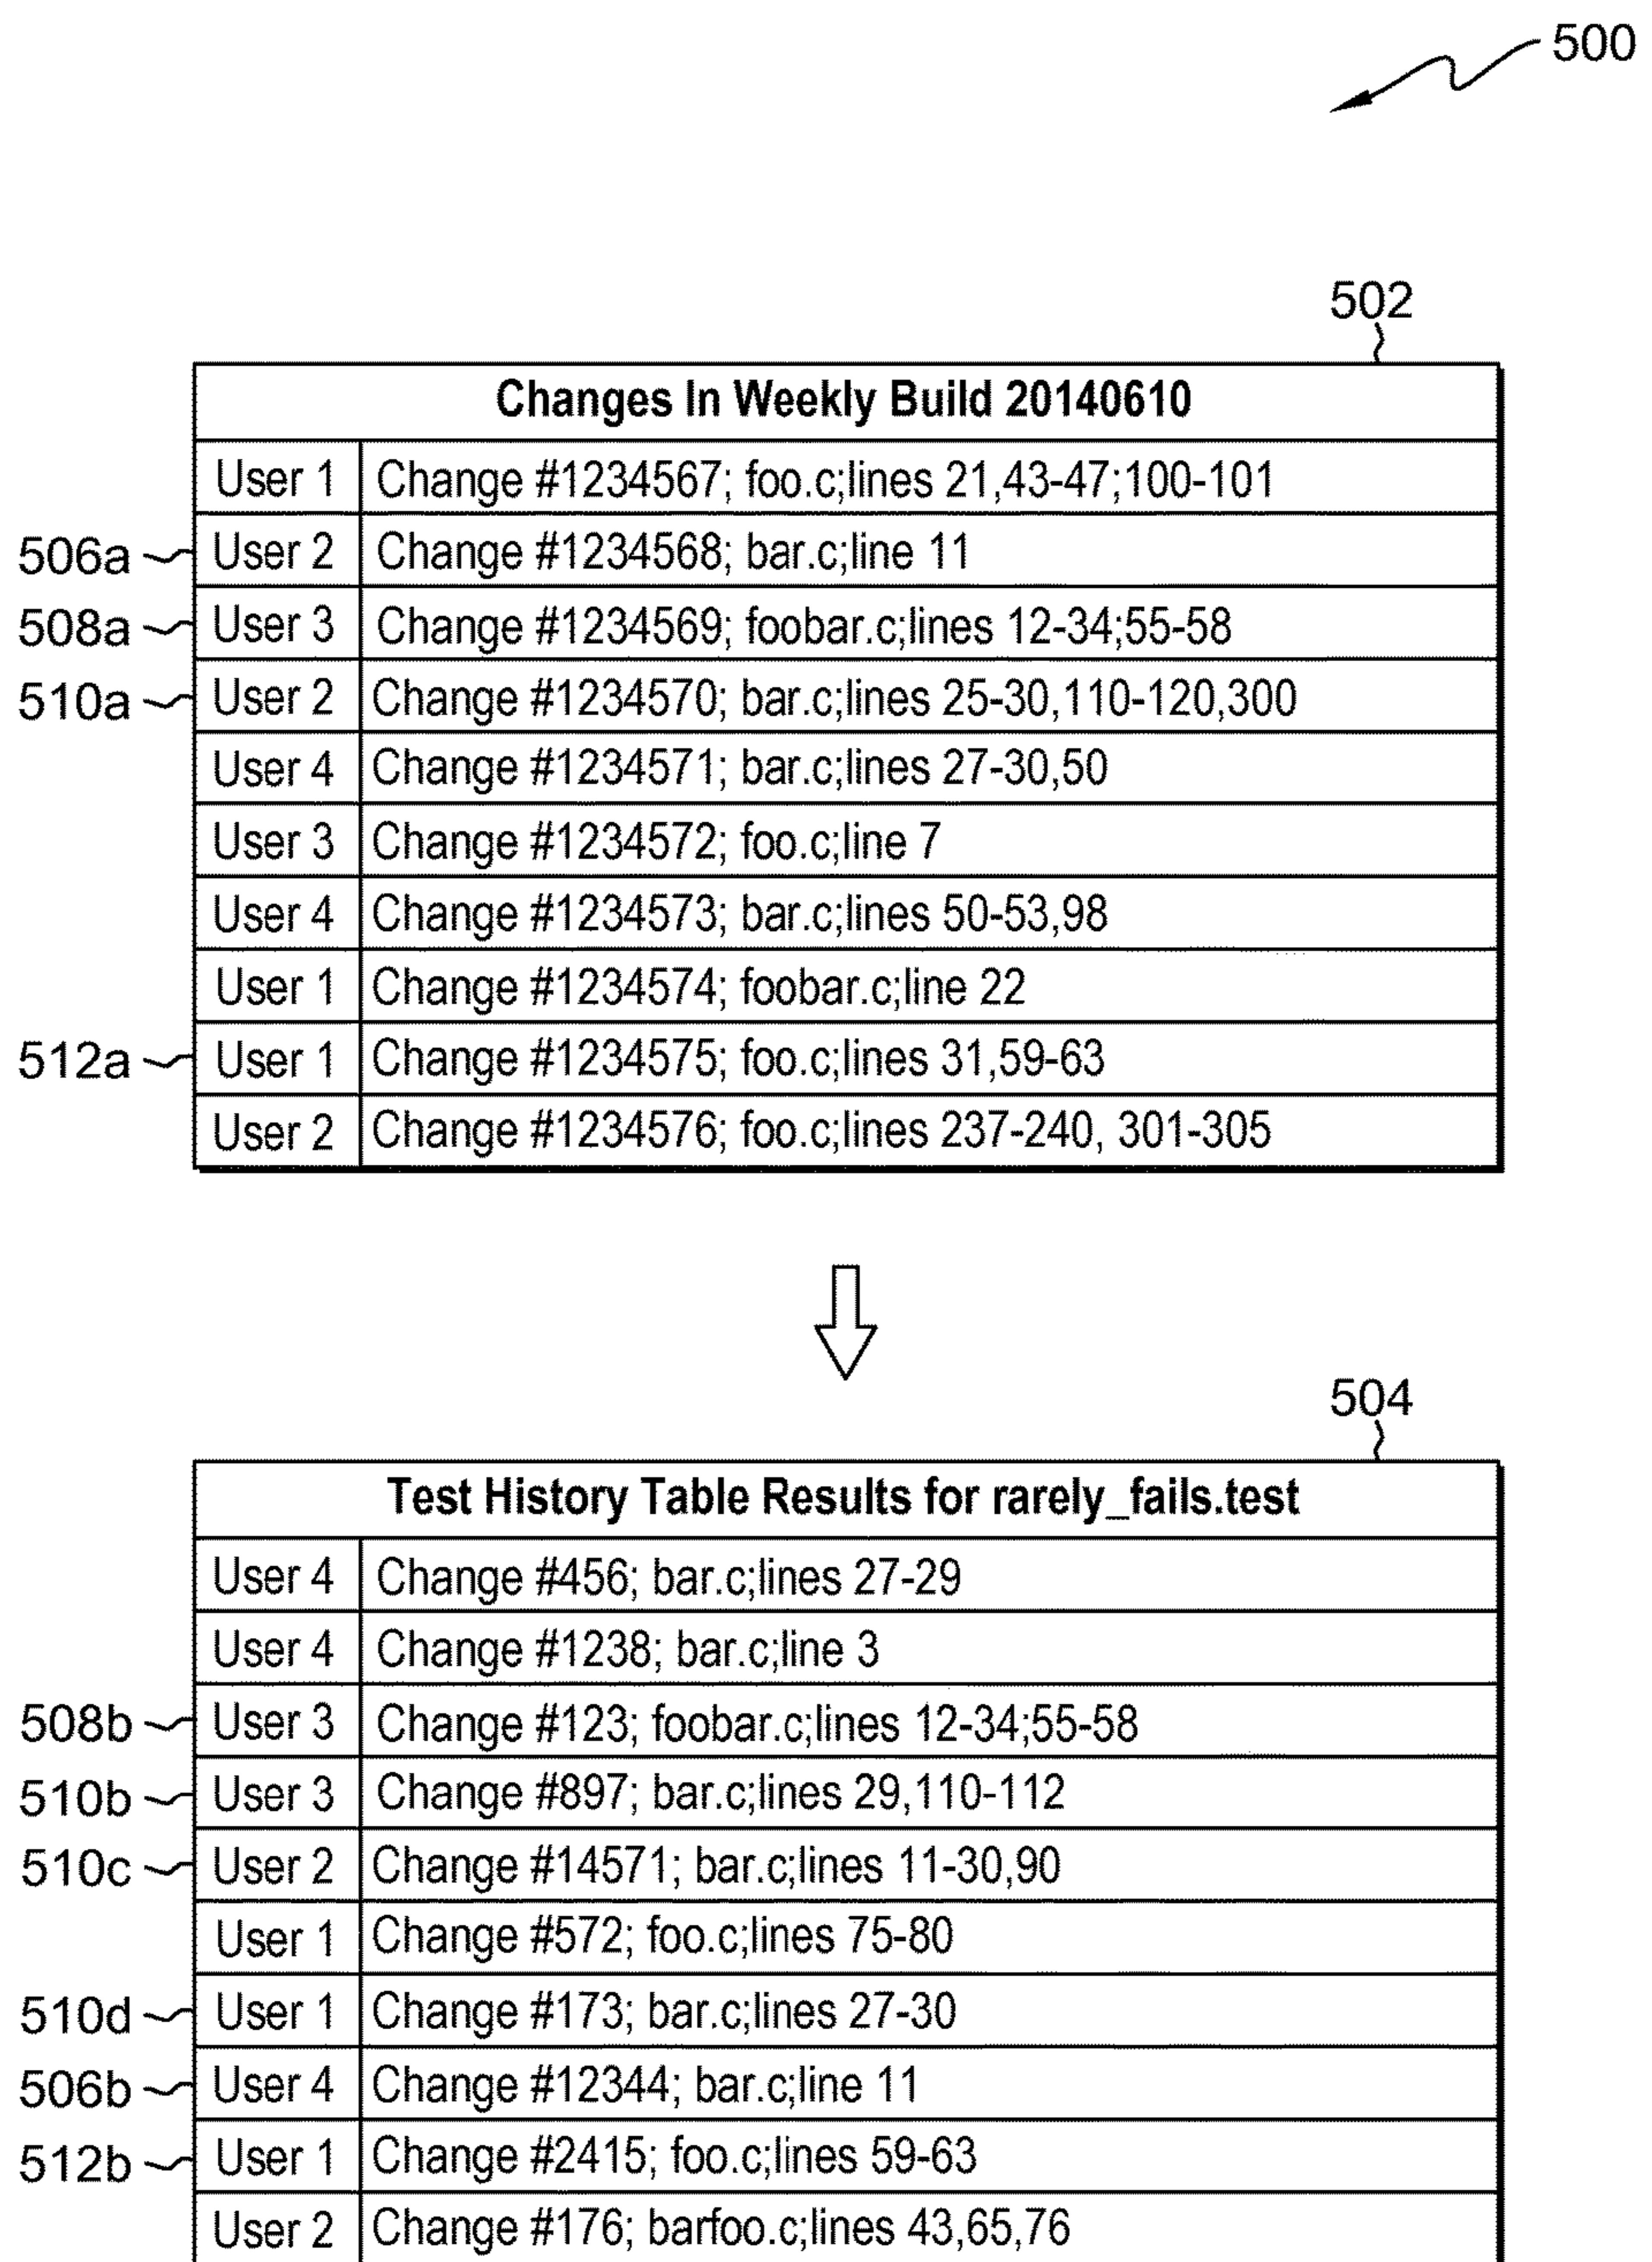 500
502
Changes In Weekly Build 20140610
User 1 Change #1234567; foo.c;lines 21,43-47;100-101
506a User 2 Change #1234568; bar.c;line 11
508a User 3 Change #1234569; foobar.c;lines 12-34;55-58
510a User 2 Change #1234570; bar.c;lines 25-30,110-120,300
User 4 Change #1234571; bar.c;lines 27-30,50
User 3 Change #1234572; foo.c;line 7
User 4 Change #1234573; bar.c;lines 50-53,98
User 1 Change #1234574; foobar.c;line 22
512a User 1 Change #1234575; foo.c;lines 31,59-63
User 2 Change #1234576; foo.c;lines 237-240, 301-305
504
Test History Table Results for rarely_fails.test
User 4 Change #456; bar.c;lines 27-29
User 4 Change #1238; bar.c;line 3
508b User 3 Change #123; foobar.c;lines 12-34;55-58
510b User 3 Change #897; bar.c;lines 29,110-112
510c User 2 Change #14571; bar.c;lines 11-30,90
User 1 Change #572; foo.c;lines 75-80
510d User 1 Change #173; bar.c;lines 27-30
506b User 4 Change #12344; bar.c;line 11
512b User 1 Change #2415; foo.c;lines 59-63
User 2 Change #176; barfoo.c;lines 43,65,76